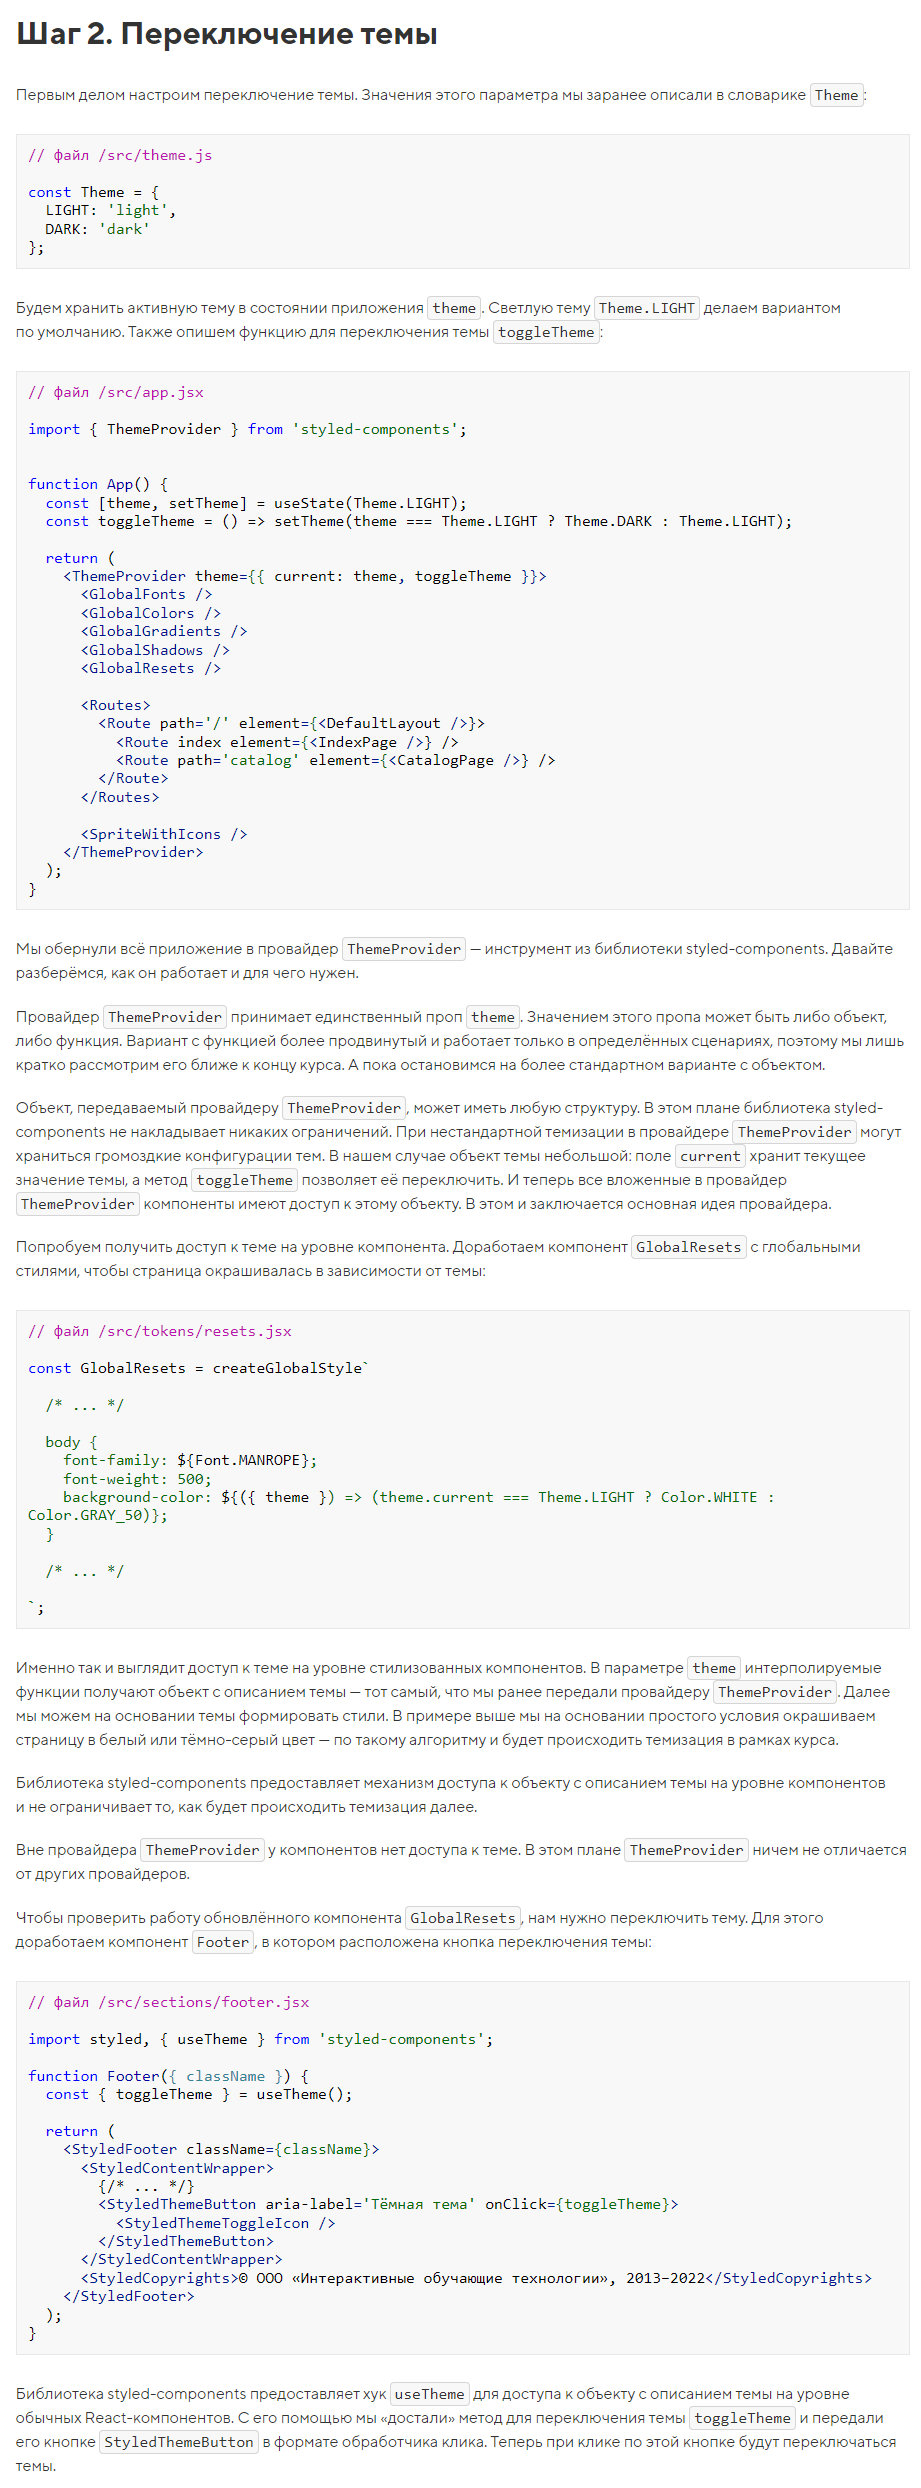 Шаг 2. Переключение темы
Первым делом настроим переключение темы. Значения этого параметра мы заранее описали в словарике Theme:
// файл /src/theme.js
const Theme = {
  LIGHT: 'light',
  DARK: 'dark'
};
Будем хранить активную тему в состоянии приложения theme. Светлую тему Theme.LIGHT делаем вариантом
по умолчанию. Также опишем функцию для переключения темы toggleTheme:
// файл /src/app.jsx
import { ThemeProvider } from 'styled-components';
function App() {
  const [theme, setTheme] = useState(Theme.LIGHT);
  const toggleTheme = () => setTheme(theme === Theme.LIGHT ? Theme.DARK : Theme.LIGHT);
  return (
    <ThemeProvider theme={{ current: theme, toggleTheme }}>
      <GlobalFonts />
      <GlobalColors />
      <GlobalGradients />
      <GlobalShadows />
      <GlobalResets />
      <Routes>
        <Route path='/' element={<DefaultLayout />}>
          <Route index element={<IndexPage />} />
          <Route path='catalog' element={<CatalogPage />} />
        </Route>
      </Routes>
      <SpriteWithIcons />
    </ThemeProvider>
  );
}
Мы обернули всё приложение в провайдер ThemeProvider — инструмент из библиотеки styled-components. Давайте
разберёмся, как он работает и для чего нужен.
Провайдер ThemeProvider принимает единственный проп theme. Значением этого пропа может быть либо объект,
либо функция. Вариант с функцией более продвинутый и работает только в определённых сценариях, поэтому мы лишь
кратко рассмотрим его ближе к концу курса. А пока остановимся на более стандартном варианте с объектом.
Объект, передаваемый провайдеру ThemeProvider, может иметь любую структуру. В этом плане библиотека styled-
components не накладывает никаких ограничений. При нестандартной темизации в провайдере ThemeProvider могут
храниться громоздкие конфигурации тем. В нашем случае объект темы небольшой: поле current хранит текущее
значение темы, а метод toggleTheme позволяет её переключить. И теперь все вложенные в провайдер
ThemeProvider компоненты имеют доступ к этому объекту. В этом и заключается основная идея провайдера.
Попробуем получить доступ к теме на уровне компонента. Доработаем компонент GlobalResets с глобальными
стилями, чтобы страница окрашивалась в зависимости от темы:
// файл /src/tokens/resets.jsx
const GlobalResets = createGlobalStyle`
  /* ... */
  body {
    font-family: ${Font.MANROPE};
    font-weight: 500;
    background-color: ${({ theme }) => (theme.current === Theme.LIGHT ? Color.WHITE :
Color.GRAY_50)};
  }
  /* ... */
`;
Именно так и выглядит доступ к теме на уровне стилизованных компонентов. В параметре theme интерполируемые
функции получают объект с описанием темы — тот самый, что мы ранее передали провайдеру ThemeProvider. Далее
мы можем на основании темы формировать стили. В примере выше мы на основании простого условия окрашиваем
страницу в белый или тёмно-серый цвет — по такому алгоритму и будет происходить темизация в рамках курса.
Библиотека styled-components предоставляет механизм доступа к объекту с описанием темы на уровне компонентов
и не ограничивает то, как будет происходить темизация далее.
Вне провайдера ThemeProvider у компонентов нет доступа к теме. В этом плане ThemeProvider ничем не отличается
от других провайдеров.
Чтобы проверить работу обновлённого компонента GlobalResets, нам нужно переключить тему. Для этого
доработаем компонент Footer, в котором расположена кнопка переключения темы:
// файл /src/sections/footer.jsx
import styled, { useTheme } from 'styled-components';
function Footer({ className }) {
  const { toggleTheme } = useTheme();
  return (
    <StyledFooter className={className}>
      <StyledContentWrapper>
        {/* ... */}
        <StyledThemeButton aria-label='Тёмная тема' onClick={toggleTheme}>
          <StyledThemeToggleIcon />
        </StyledThemeButton>
      </StyledContentWrapper>
      <StyledCopyrights>© ООО «Интерактивные обучающие технологии», 2013−2022</StyledCopyrights>
    </StyledFooter>
  );
}
Библиотека styled-components предоставляет хук useTheme для доступа к объекту с описанием темы на уровне
обычных React-компонентов. С его помощью мы «достали» метод для переключения темы toggleTheme и передали
его кнопке StyledThemeButton в формате обработчика клика. Теперь при клике по этой кнопке будут переключаться
темы.